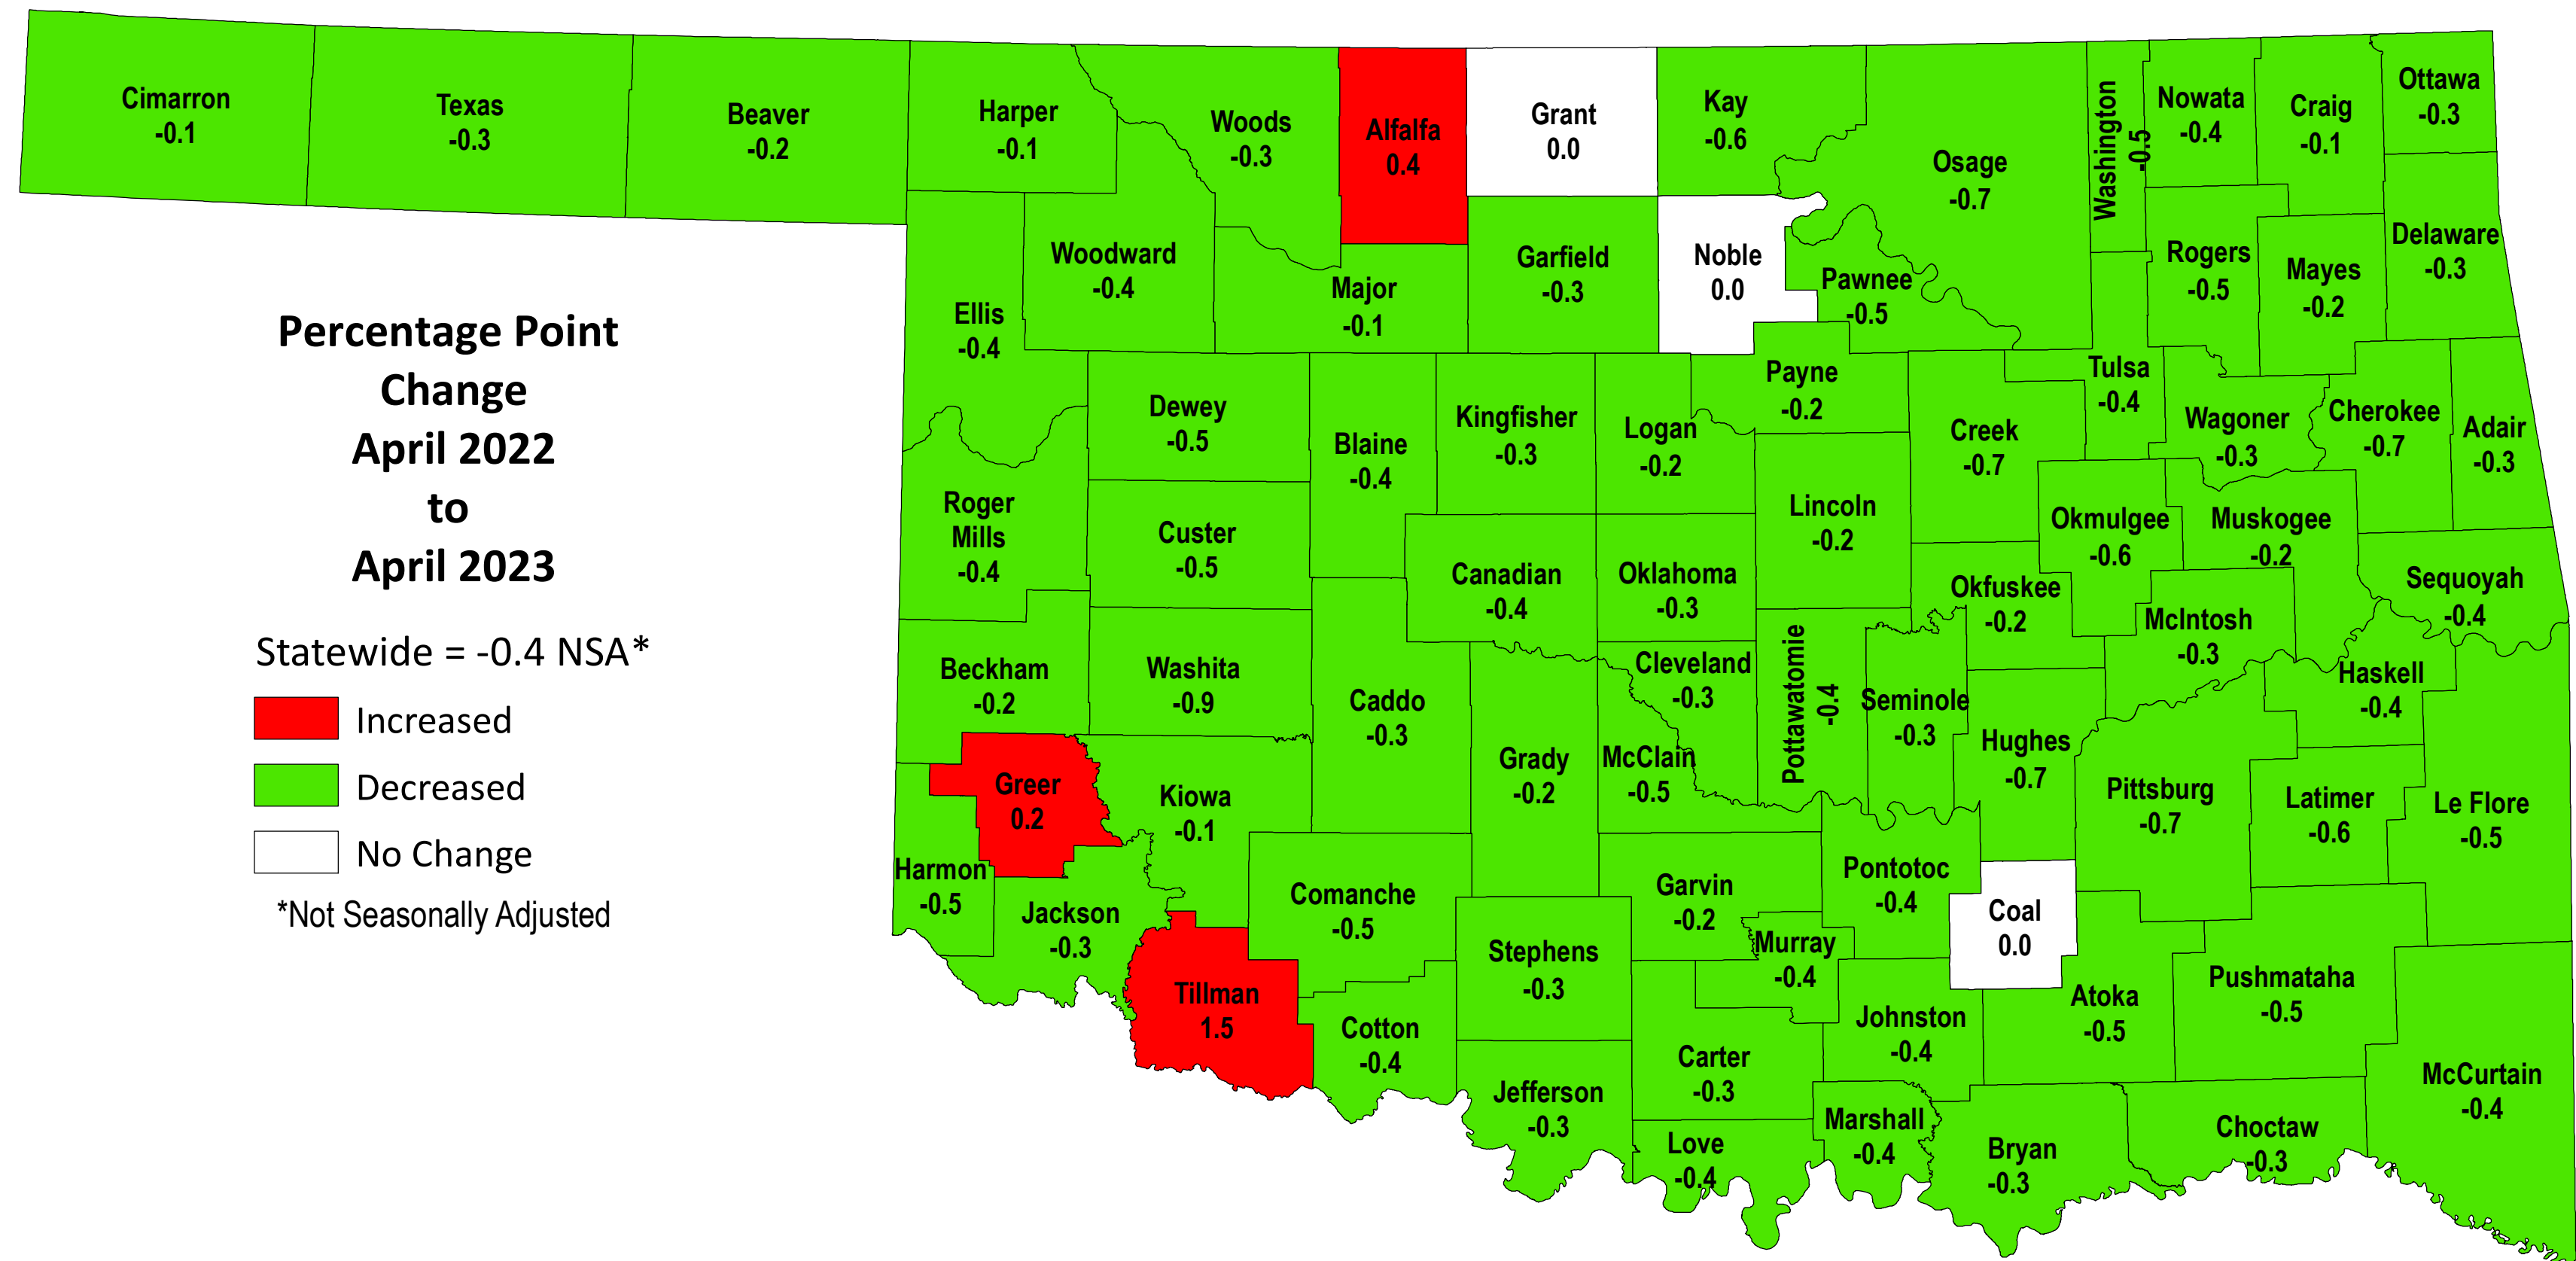 Cimarron
-0.1
Texas
-0.3
Beaver
-0.2
Harper
-0.1
Woods
-0.3
Alfalfa
0.4
Grant
0.0
Kay
-0.6
Osage
-0.7
Washington
-0.5
Nowata
-0.4
Craig
-0.1
Ottawa
-0.3
Delaware
-0.3
Ellis
-0.4
Woodward
-0.4
Major
-0.1
Garfield
-0.3
Noble
0.0
Pawnee
-0.5
Rogers
-0.5
Mayes
-0.2
Percentage Point
Change
April 2022
to
April 2023
Statewide = -0.4 NSA*
Increased
Decreased
No Change
*Not Seasonally Adjusted
Dewey
-0.5
Blaine
-0.4
Kingfisher
-0.3
Logan
-0.2
Payne
-0.2
Creek
-0.7
Tulsa
-0.4
Wagoner
-0.3
Cherokee
-0.7
Adair
-0.3
Roger
Mills
-0.4
Custer
-0.5
Canadian
-0.4
Oklahoma
-0.3
Lincoln
-0.2
Okfuskee
-0.2
Okmulgee
-0.6
Muskogee
-0.2
Sequoyah
-0.4
McIntosh
-0.3
Haskell
-0.4
Beckham
-0.2
Washita
-0.9
Caddo
-0.3
Grady
-0.2
McClain
-0.5
Cleveland
-0.3
Pottawatomie
-0.4
Seminole
-0.3
Hughes
-0.7
Pittsburg
-0.7
Latimer
-0.6
Le Flore
-0.5
Greer
0.2
Kiowa
-0.1
Harmon
-0.5
Jackson
-0.3
Comanche
-0.5
Stephens
-0.3
Garvin
-0.2
Murray
-0.4
Pontotoc
-0.4
Coal
0.0
Tillman
1.5
Cotton
-0.4
Jefferson
-0.3
Carter
-0.3
Love
-0.4
Johnston
-0.4
Marshall
-0.4
Atoka
-0.5
Bryan
-0.3
Pushmataha
-0.5
Choctaw
-0.3
McCurtain
-0.4